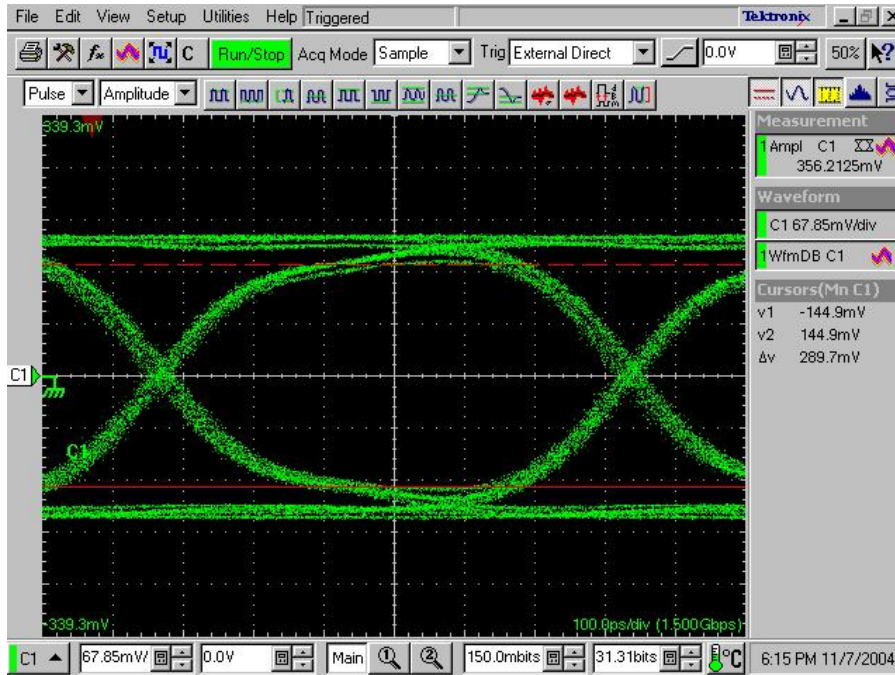 File Edit View Setup Utilities Help Triggered Tektronix
fx C Run/Stop Acq Mode Sample Trig External Direct 0.0V 50% ?
Pulse Amplitude
339.3mV
Measurement
1 Ampl C1
356.2125mV
Waveform
C1 67.85mV/div
1 WfmDB C1
Cursors(Mn C1)
v1 -144.9mV
v2 144.9mV
Δv 289.7mV
C1
C1
-339.3mV 100.0ps/div (1.500Gbps)
C1 67.85mV/ 0.0V Main 1 2 150.0mbits 31.31bits °C 6:15 PM 11/7/2004